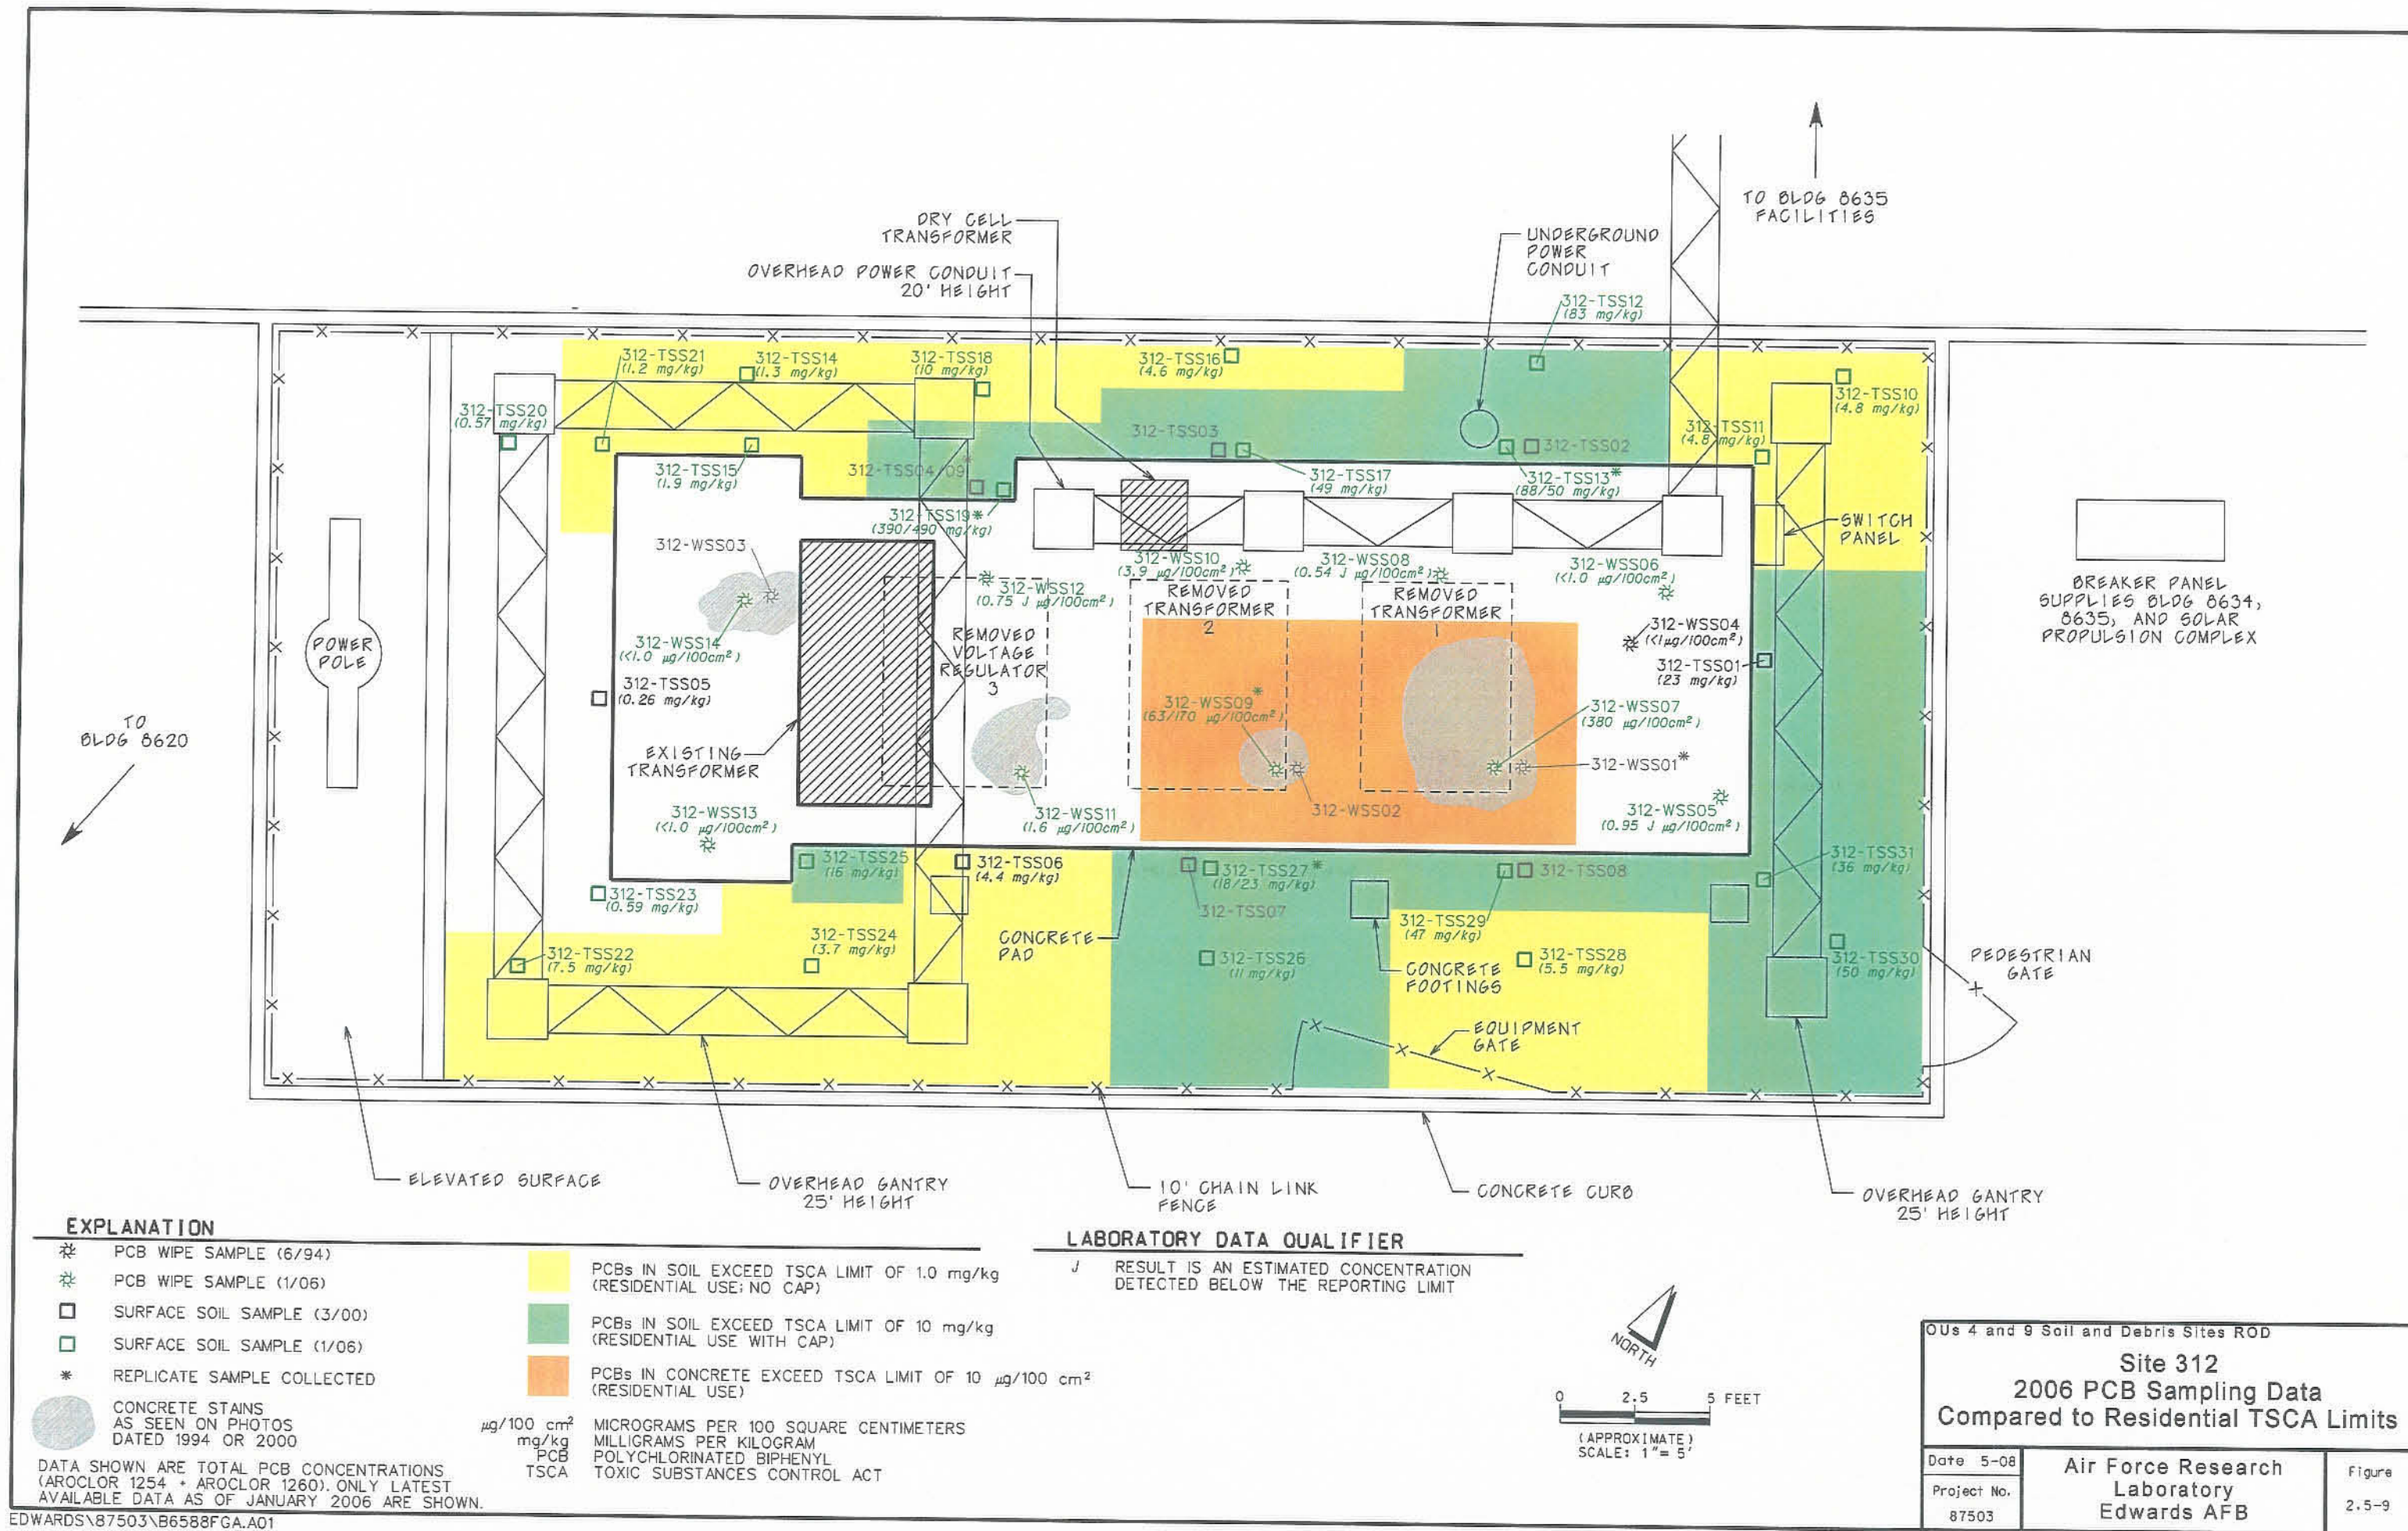 TO BLDG 8635
FACILITIES
DRY CELL
TRANSFORMER
OVERHEAD POWER CONDUIT
20' HEIGHT
UNDERGROUND
POWER
CONDUIT
312-TSS12
(83 mg/kg)
312-TSS21
(1.2 mg/kg)
312-TSS14
(1.3 mg/kg)
312-TSS18
(10 mg/kg)
312-TSS16
(4.6 mg/kg)
312-TSS10
(4.8 mg/kg)
312-TSS20
(0.57 mg/kg)
312-TSS11
(4.8 mg/kg)
312-TSS03
312-TSS02
312-TSS15
(1.9 mg/kg)
312-TSS04/09*
312-TSS17
(49 mg/kg)
312-TSS13*
(88/50 mg/kg)
312-TSS19*
(390/490 mg/kg)
SWITCH
PANEL
312-WSS03
312-WSS10
(3.9 µg/100cm²)
312-WSS08
(0.54 J µg/100cm²)
312-WSS06
(<1.0 µg/100cm²)
312-WSS12
(0.75 J µg/100cm²)
REMOVED
TRANSFORMER
2
REMOVED
TRANSFORMER
1
BREAKER PANEL
SUPPLIES BLDG 8634,
8635, AND SOLAR
PROPULSION COMPLEX
POWER
POLE
312-WSS14
(<1.0 µg/100cm²)
REMOVED
VOLTAGE
REGULATOR
3
312-WSS04
(<1µg/100cm²)
312-TSS01
(23 mg/kg)
312-TSS05
(0.26 mg/kg)
312-WSS09*
(63/170 µg/100cm²)
312-WSS07
(380 µg/100cm²)
TO
BLDG 8620
EXISTING
TRANSFORMER
312-WSS01*
312-WSS13
(<1.0 µg/100cm²)
312-WSS11
(1.6 µg/100cm²)
312-WSS02
312-WSS05
(0.95 J µg/100cm²)
312-TSS25
(16 mg/kg)
312-TSS06
(4.4 mg/kg)
312-TSS27*
(18/23 mg/kg)
312-TSS08
312-TSS31
(36 mg/kg)
312-TSS23
(0.59 mg/kg)
312-TSS07
312-TSS29
(47 mg/kg)
312-TSS24
(3.7 mg/kg)
CONCRETE
PAD
312-TSS22
(7.5 mg/kg)
312-TSS26
(11 mg/kg)
CONCRETE
FOOTINGS
312-TSS28
(5.5 mg/kg)
312-TSS30
(50 mg/kg)
PEDESTRIAN
GATE
EQUIPMENT
GATE
ELEVATED SURFACE
OVERHEAD GANTRY
25' HEIGHT
10' CHAIN LINK
FENCE
CONCRETE CURB
OVERHEAD GANTRY
25' HEIGHT
EXPLANATION
PCB WIPE SAMPLE (6/94)
PCB WIPE SAMPLE (1/06)
SURFACE SOIL SAMPLE (3/00)
SURFACE SOIL SAMPLE (1/06)
* REPLICATE SAMPLE COLLECTED
CONCRETE STAINS
AS SEEN ON PHOTOS
DATED 1994 OR 2000
DATA SHOWN ARE TOTAL PCB CONCENTRATIONS
(AROCLOR 1254 + AROCLOR 1260). ONLY LATEST
AVAILABLE DATA AS OF JANUARY 2006 ARE SHOWN.
PCBs IN SOIL EXCEED TSCA LIMIT OF 1.0 mg/kg
(RESIDENTIAL USE; NO CAP)
PCBs IN SOIL EXCEED TSCA LIMIT OF 10 mg/kg
(RESIDENTIAL USE WITH CAP)
PCBs IN CONCRETE EXCEED TSCA LIMIT OF 10 µg/100 cm²
(RESIDENTIAL USE)
µg/100 cm² MICROGRAMS PER 100 SQUARE CENTIMETERS
mg/kg MILLIGRAMS PER KILOGRAM
PCB POLYCHLORINATED BIPHENYL
TSCA TOXIC SUBSTANCES CONTROL ACT
LABORATORY DATA QUALIFIER
J RESULT IS AN ESTIMATED CONCENTRATION
DETECTED BELOW THE REPORTING LIMIT
NORTH
0 2.5 5 FEET
(APPROXIMATE)
SCALE: 1"= 5'
OUs 4 and 9 Soil and Debris Sites ROD
Site 312
2006 PCB Sampling Data
Compared to Residential TSCA Limits
Date 5-08
Project No.
87503
Air Force Research
Laboratory
Edwards AFB
Figure
2.5-9
EDWARDS\87503\B6588FGA.A01